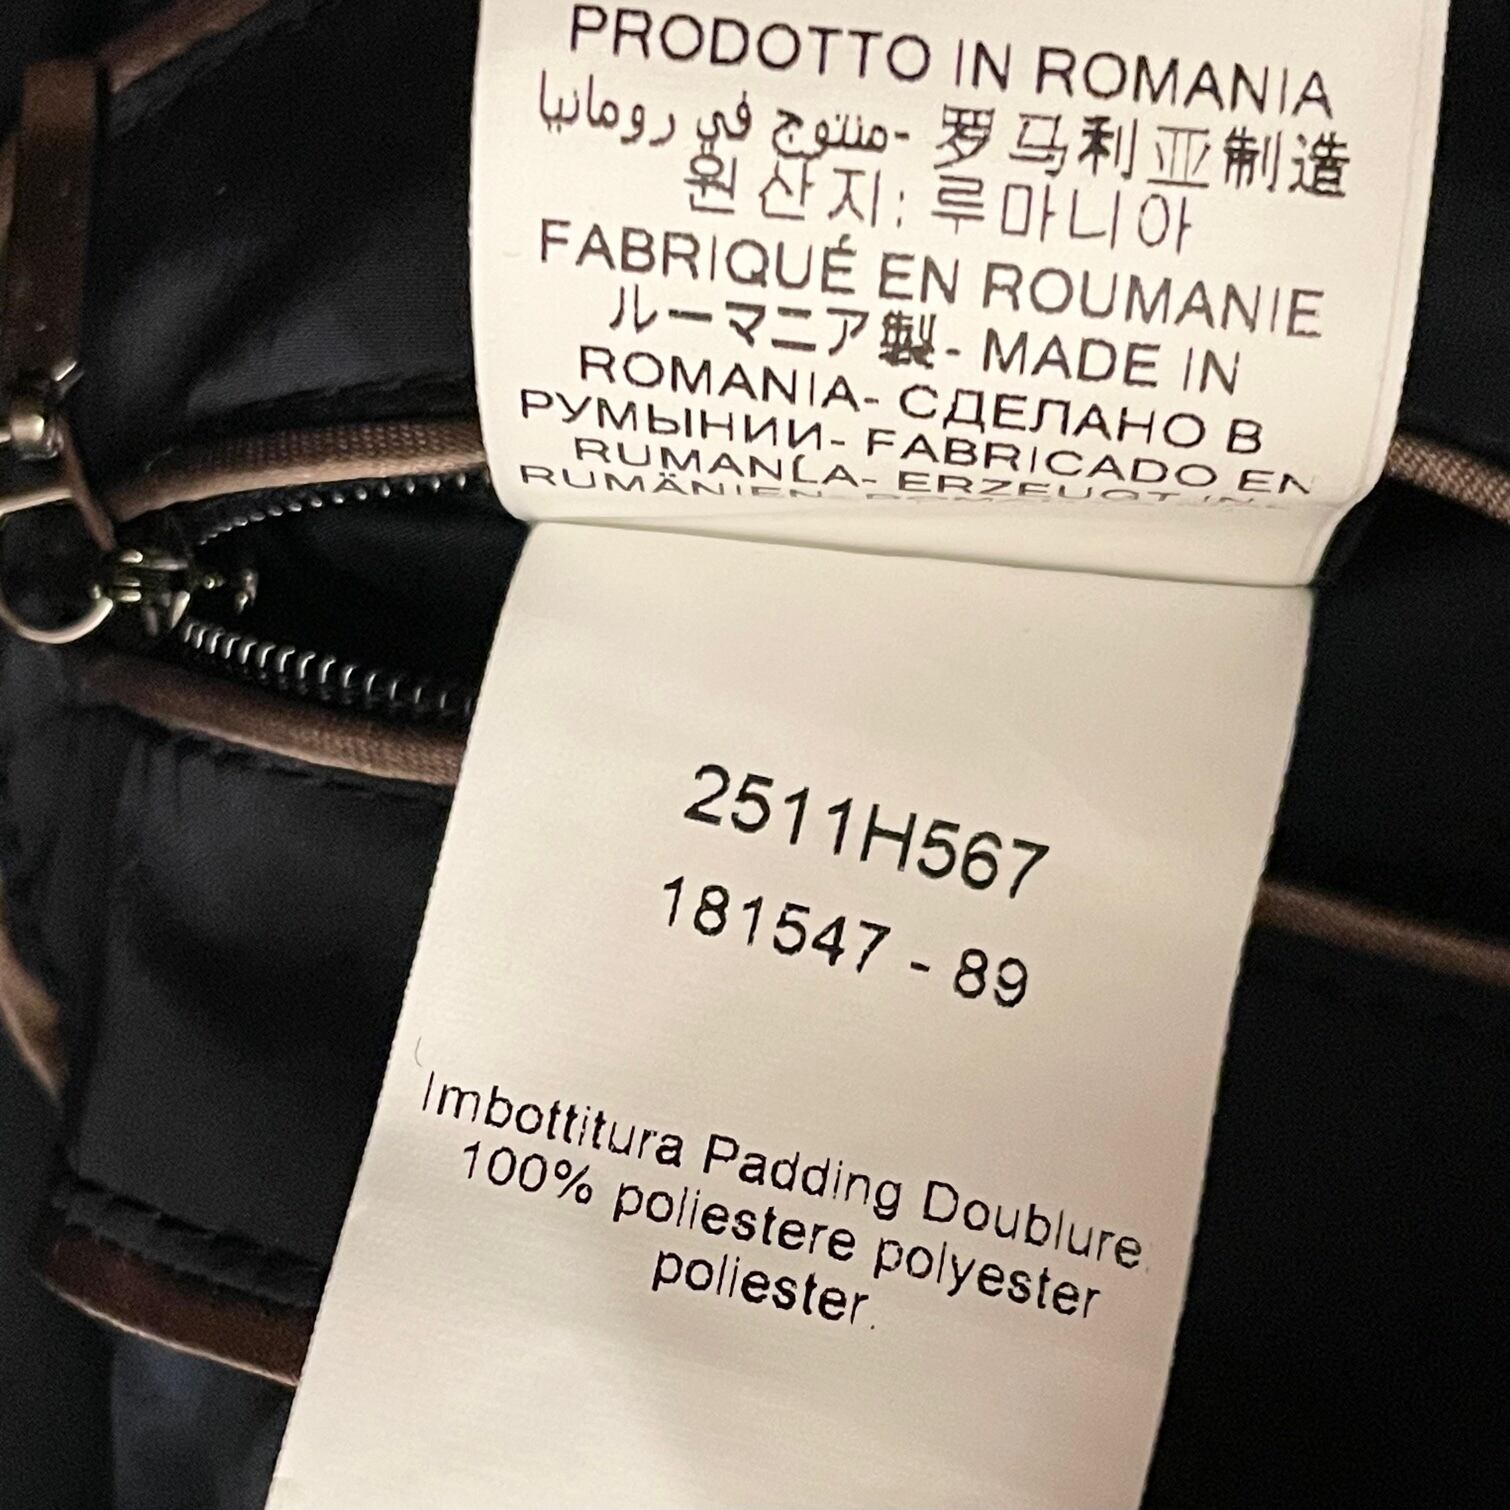 PRODOTTO IN ROMANIA
منتوج في رومانيا- 罗马利亚制造
원산지: 루마니아
FABRIQUÉ EN ROUMANIE
ルーマニア製- MADE IN
ROMANIA- СДЕЛАНО В
РУМЫНИИ- FABRICADO EN
RUMANÍA- ERZEUGT IN
RUMÄNIEN-
2511H567
181547 - 89
Imbottitura Padding Doublure
100% poliestere polyester
poliester.